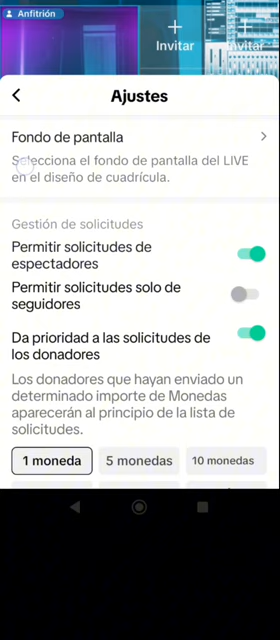 Anfitrión
Invitar
Invitar
Ajustes
Fondo de pantalla
Selecciona el fondo de pantalla del LIVE
en el diseño de cuadrícula.
Gestión de solicitudes
Permitir solicitudes de
espectadores
Permitir solicitudes solo de
seguidores
Da prioridad a las solicitudes de
los donadores
Los donadores que hayan enviado un
determinado importe de Monedas
aparecerán al principio de la lista de
solicitudes.
1 moneda
5 monedas
10 monedas